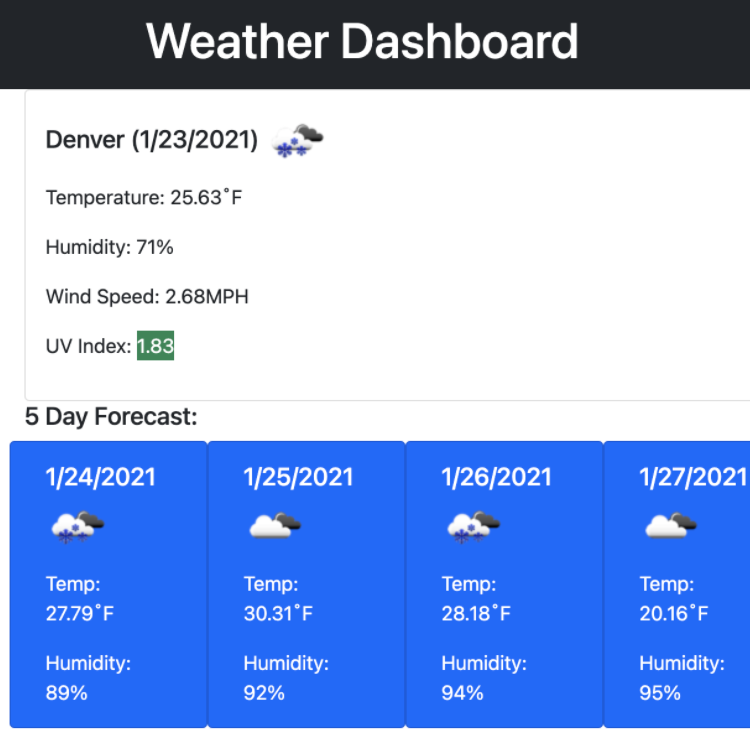 Weather Dashboard
Denver (1/23/2021)
Temperature: 25.63˚F
Humidity: 71%
Wind Speed: 2.68MPH
UV Index: 1.83
5 Day Forecast:
1/24/2021
Temp:
27.79˚F
Humidity:
89%
1/25/2021
Temp:
30.31˚F
Humidity:
92%
1/26/2021
Temp:
28.18˚F
Humidity:
94%
1/27/2021
Temp:
20.16˚F
Humidity:
95%